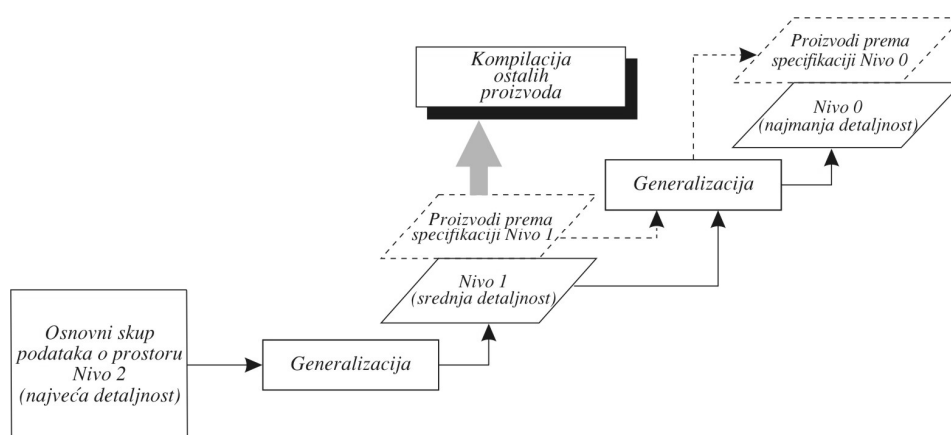 Kompilacija
ostalih
proizvoda
Proizvodi prema
specifikaciji Nivo 0
Nivo 0
(najmanja detaljnost)
Generalizacija
Proizvodi prema
specifikaciji Nivo 1
Nivo 1
(srednja detaljnost)
Osnovni skup
podataka o prostoru
Nivo 2
(najveća detaljnost)
Generalizacija